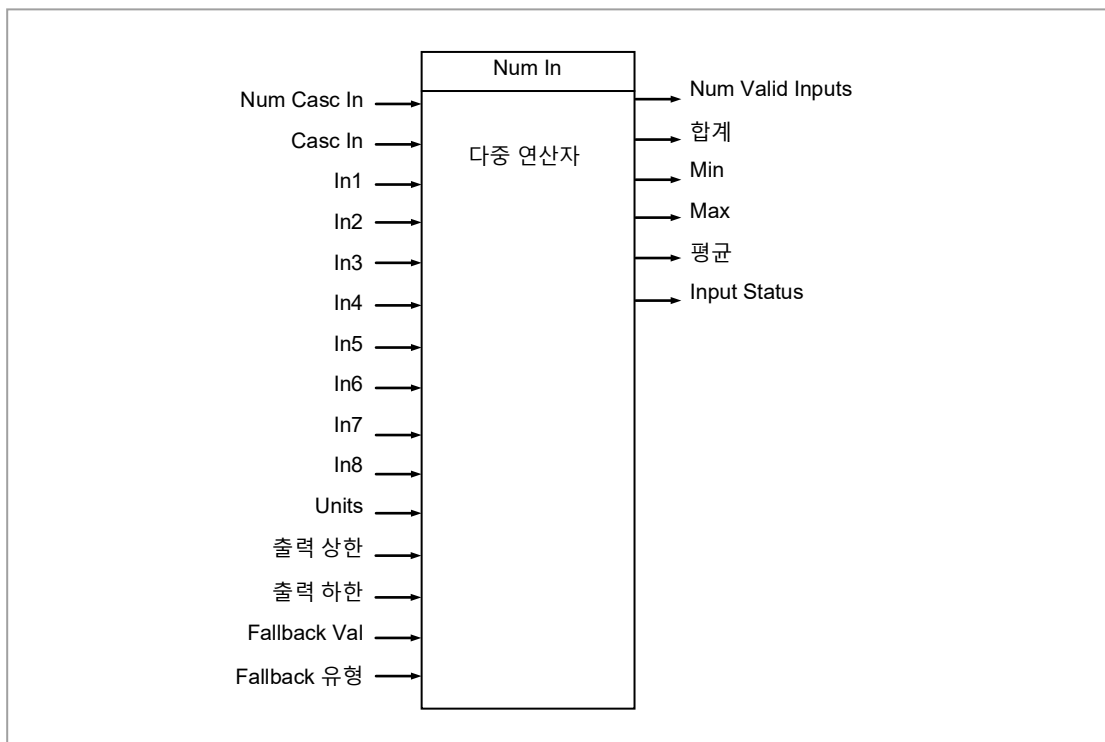 Num In
다중 연산자
Num Casc In
Casc In
In1
In2
In3
In4
In5
In6
In7
In8
Units
출력 상한
출력 하한
Fallback Val
Fallback 유형
Num Valid Inputs
합계
Min
Max
평균
Input Status